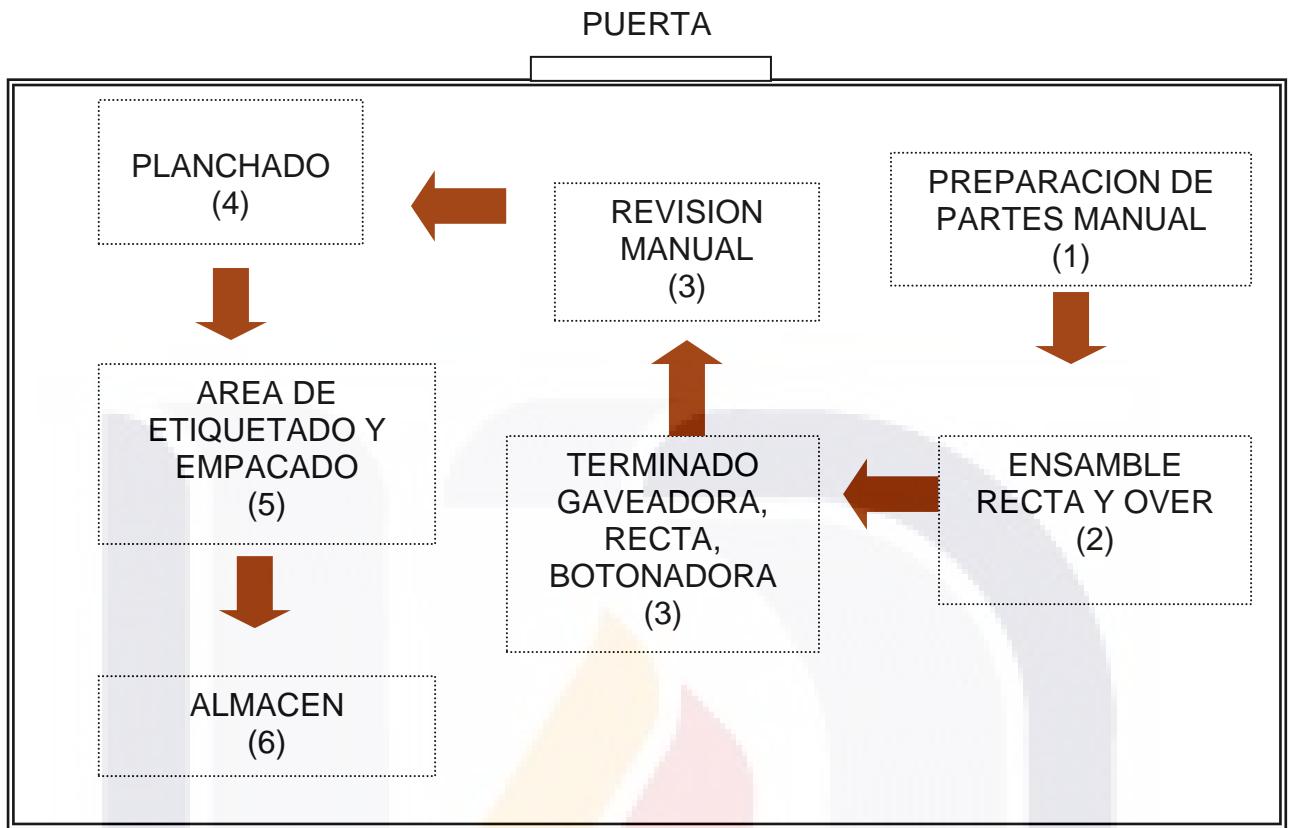 PUERTA
PLANCHADO
(4)
REVISION
MANUAL
(3)
PREPARACION DE
PARTES MANUAL
(1)
AREA DE
ETIQUETADO Y
EMPACADO
(5)
TERMINADO
GAVEADORA,
RECTA,
BOTONADORA
(3)
ENSAMBLE
RECTA Y OVER
(2)
ALMACEN
(6)